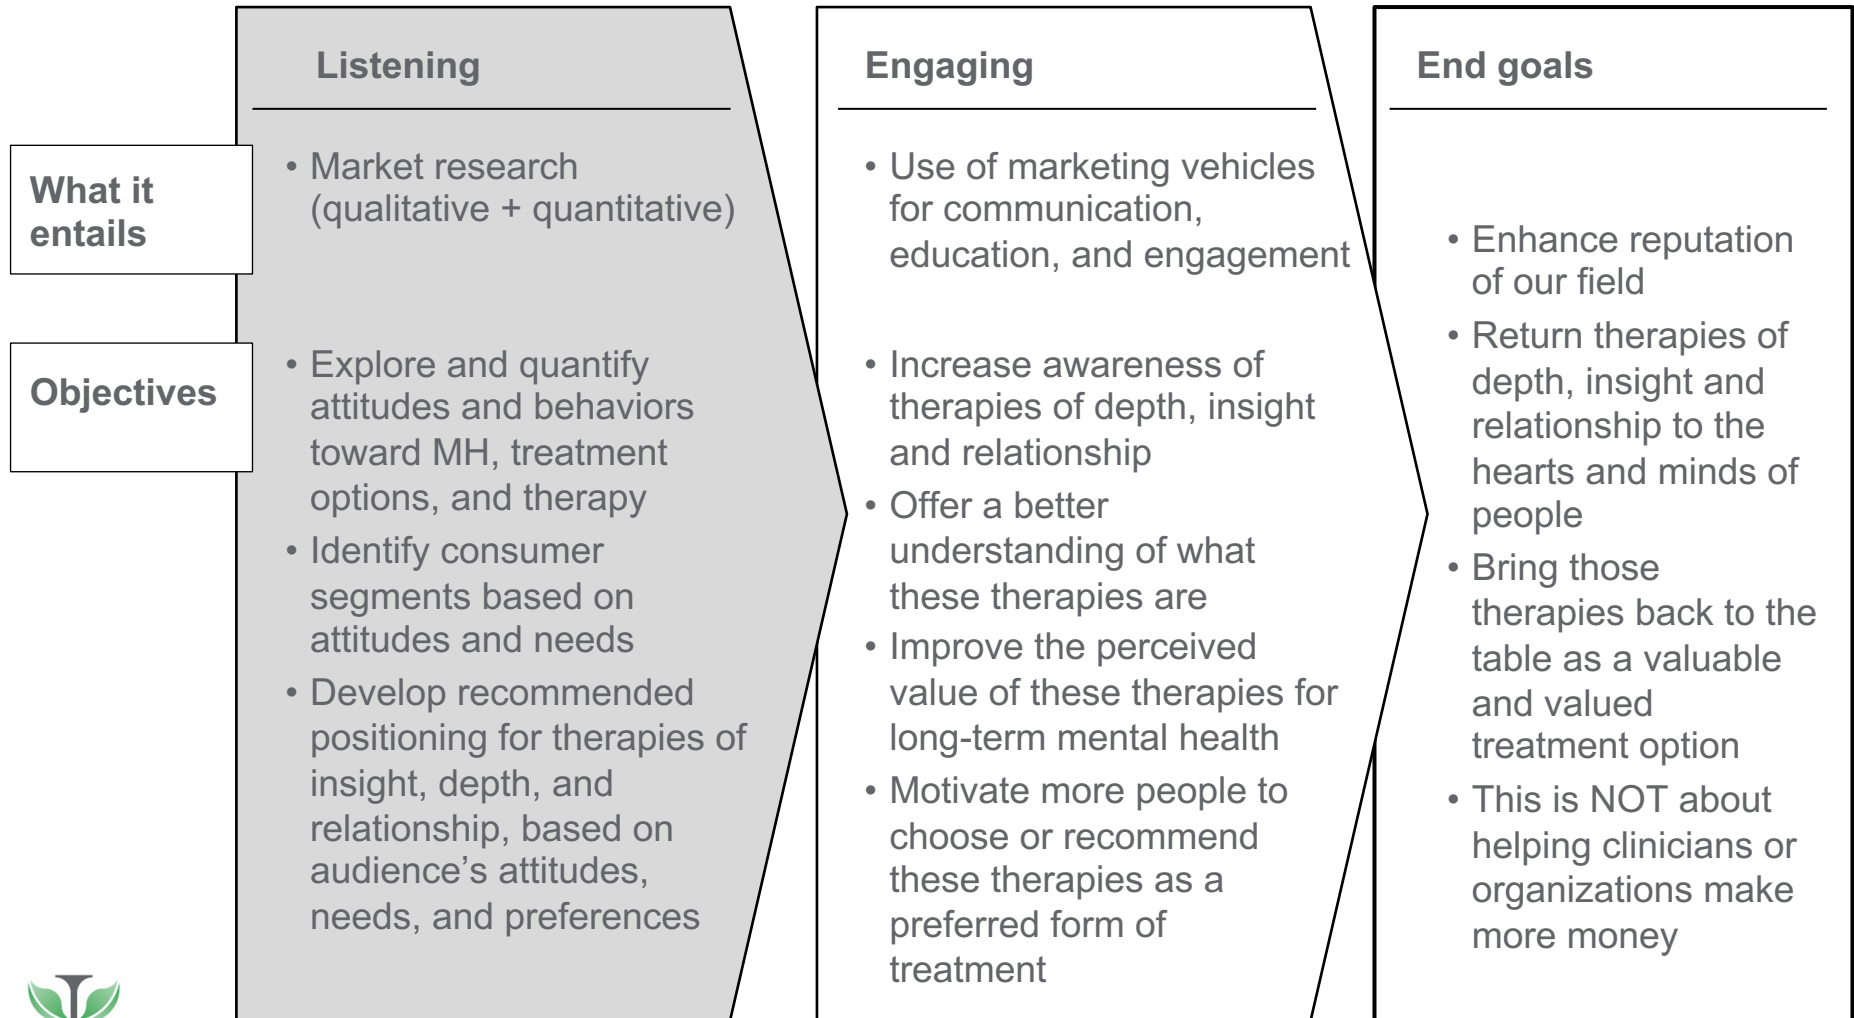 Listening
Engaging
End goals
What it
entails
• Market research
(qualitative + quantitative)
• Use of marketing vehicles
for communication,
education, and engagement
Objectives
• Explore and quantify
attitudes and behaviors
toward MH, treatment
options, and therapy
• Identify consumer
segments based on
attitudes and needs
• Develop recommended
positioning for therapies of
insight, depth, and
relationship, based on
audience’s attitudes,
needs, and preferences
• Increase awareness of
therapies of depth, insight
and relationship
• Offer a better
understanding of what
these therapies are
• Improve the perceived
value of these therapies for
long-term mental health
• Motivate more people to
choose or recommend
these therapies as a
preferred form of
treatment
• Enhance reputation
of our field
• Return therapies of
depth, insight and
relationship to the
hearts and minds of
people
• Bring those
therapies back to the
table as a valuable
and valued
treatment option
• This is NOT about
helping clinicians or
organizations make
more money